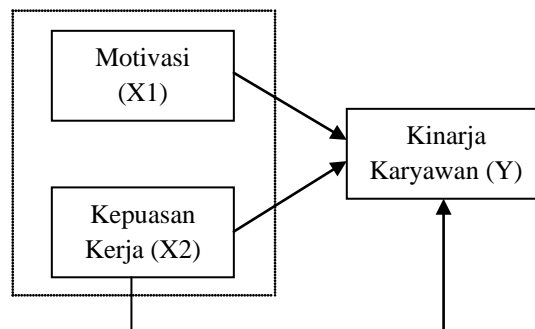 Motivasi
(X1)
Kinarja
Karyawan (Y)
Kepuasan
Kerja (X2)